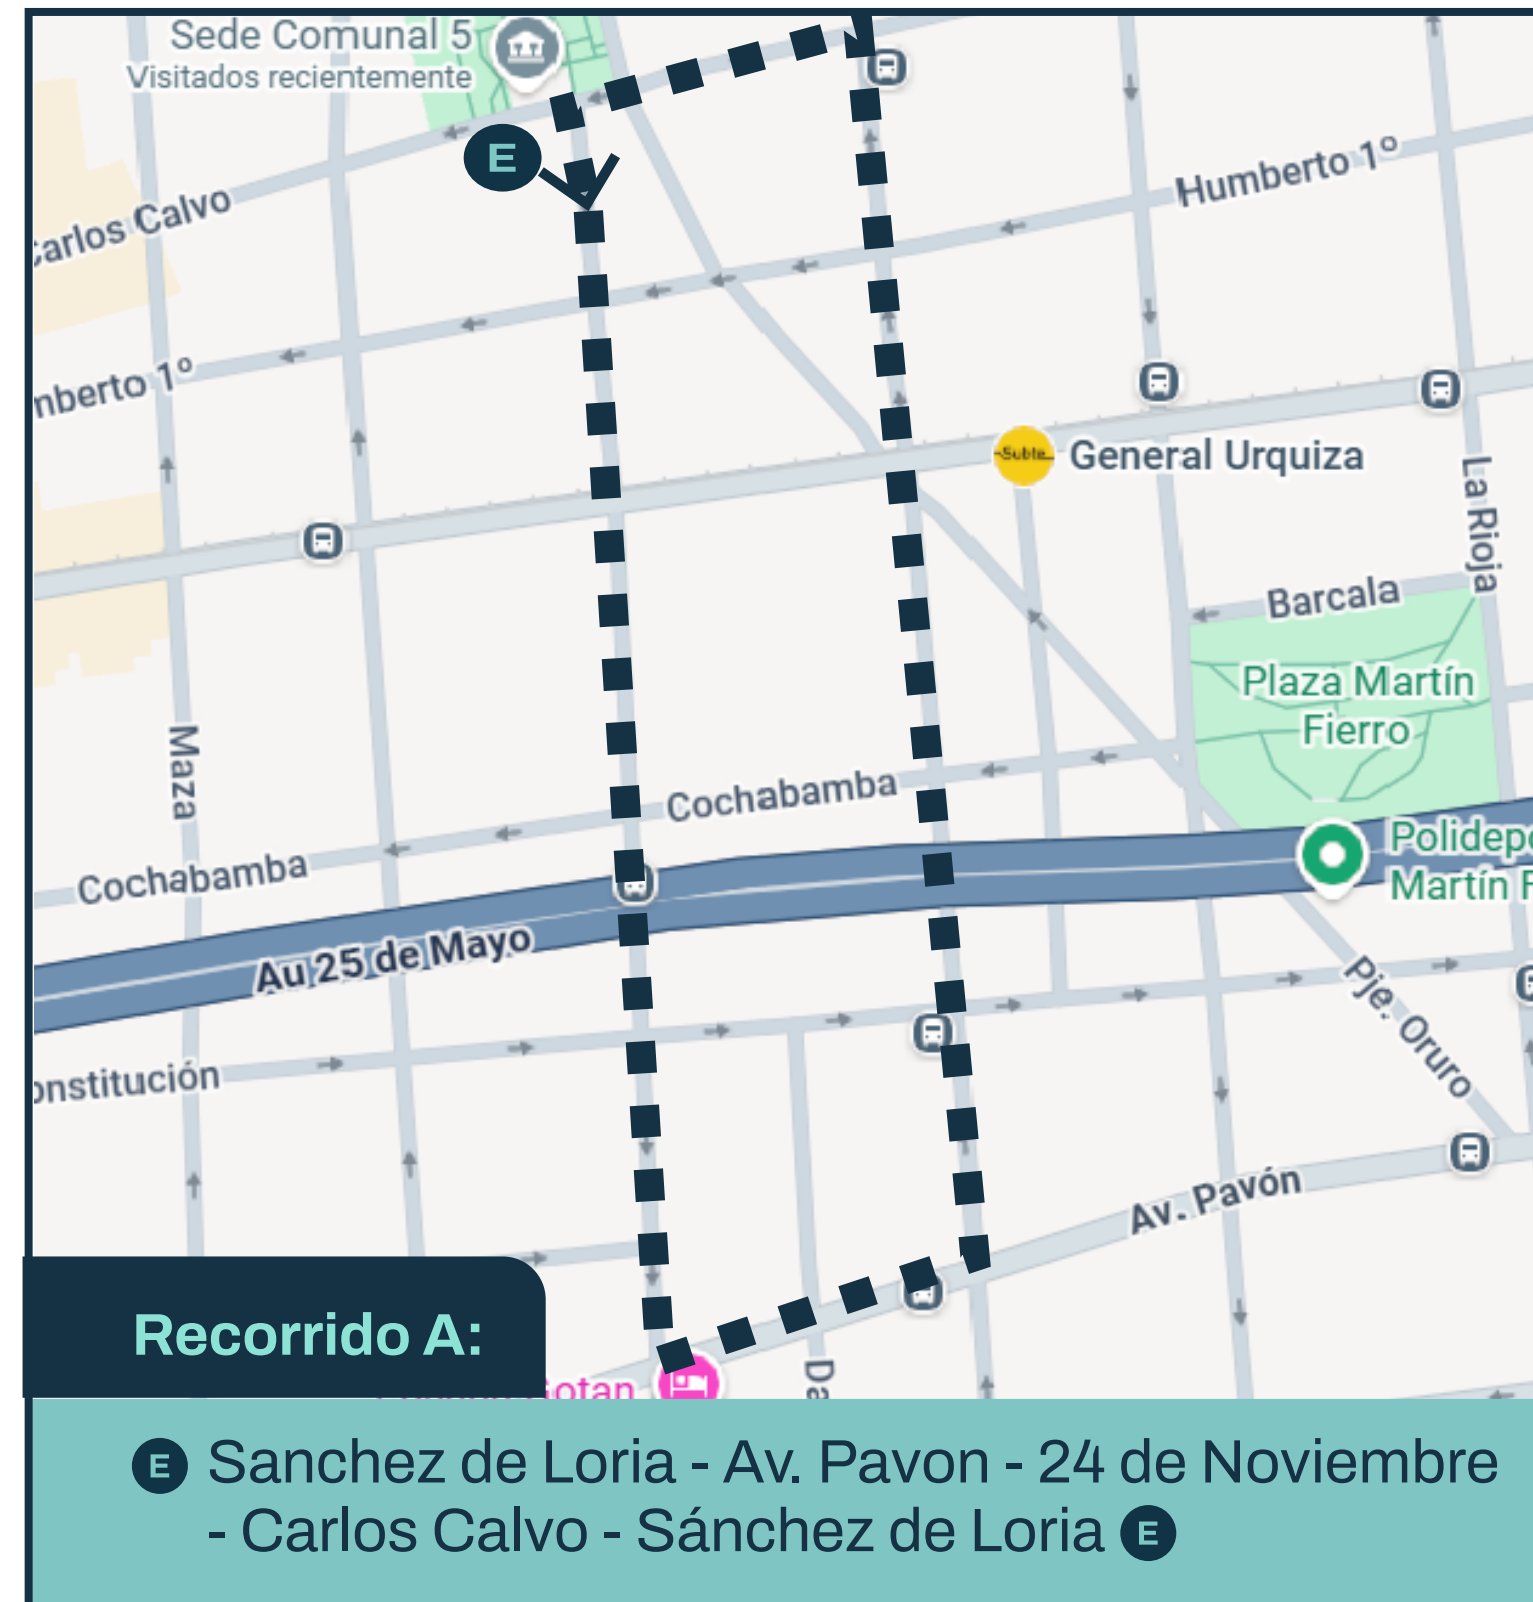 Sede Comunal 5
Visitados recientemente
E
Humberto 1º
Carlos Calvo
Humberto 1º
Subte
General Urquiza
La Rioja
Barcala
Plaza Martín
Fierro
Maza
Cochabamba
Cochabamba
Polidepo
Martín F
Au 25 de Mayo
onstitución
Pje. Oruro
Av. Pavón
Recorrido A:
Gotan
Da
E Sanchez de Loria - Av. Pavon - 24 de Noviembre
- Carlos Calvo - Sánchez de Loria E